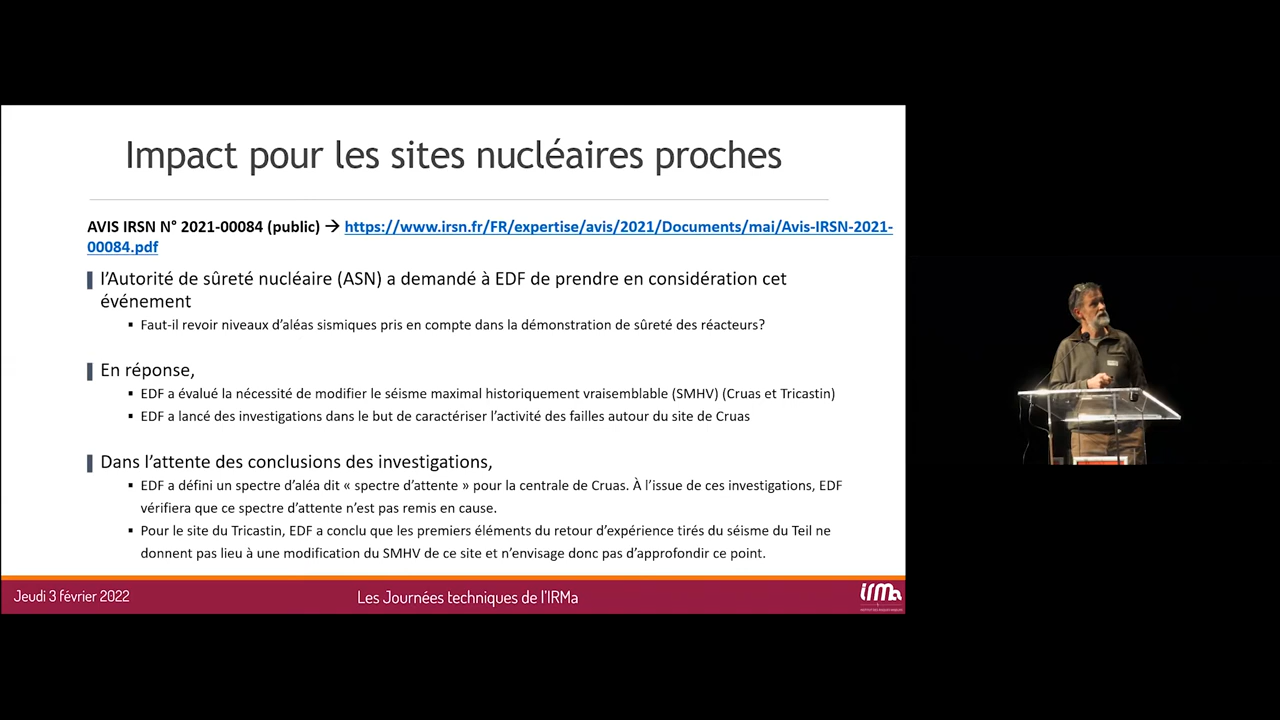 Impact pour les sites nucléaires proches
AVIS IRSN N° 2021-00084 (public) → https://www.irsn.fr/FR/expertise/avis/2021/Documents/mai/Avis-IRSN-2021-
00084.pdf
l'Autorité de sûreté nucléaire (ASN) a demandé à EDF de prendre en considération cet
événement
▪ Faut-il revoir niveaux d'aléas sismiques pris en compte dans la démonstration de sûreté des réacteurs?
En réponse,
▪ EDF a évalué la nécessité de modifier le séisme maximal historiquement vraisemblable (SMHV) (Cruas et Tricastin)
▪ EDF a lancé des investigations dans le but de caractériser l'activité des failles autour du site de Cruas
Dans l'attente des conclusions des investigations,
▪ EDF a défini un spectre d'aléa dit « spectre d'attente » pour la centrale de Cruas. À l'issue de ces investigations, EDF
vérifiera que ce spectre d'attente n'est pas remis en cause.
▪ Pour le site du Tricastin, EDF a conclu que les premiers éléments du retour d'expérience tirés du séisme du Teil ne
donnent pas lieu à une modification du SMHV de ce site et n'envisage donc pas d'approfondir ce point.
Jeudi 3 février 2022
Les Journées techniques de l'IRMa
irma